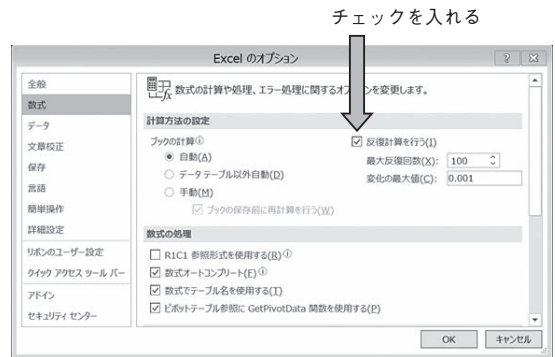 チェックを入れる
Excel のオプション
全般
数式
データ
文章校正
保存
言語
簡単操作
詳細設定
リボンのユーザー設定
クイック アクセス ツール バー
アドイン
セキュリティ センター
数式の計算や処理、エラー処理に関するオプションを変更します。
計算方法の設定
ブックの計算
自動(A)
データ テーブル以外自動(D)
手動(M)
ブックの保存前に再計算を行う(W)
反復計算を行う(I)
最大反復回数(X): 100
変化の最大値(C): 0.001
数式の処理
R1C1 参照形式を使用する(R)
数式オートコンプリート(F)
数式でテーブル名を使用する(T)
ピボットテーブル参照に GetPivotData 関数を使用する(P)
OK キャンセル